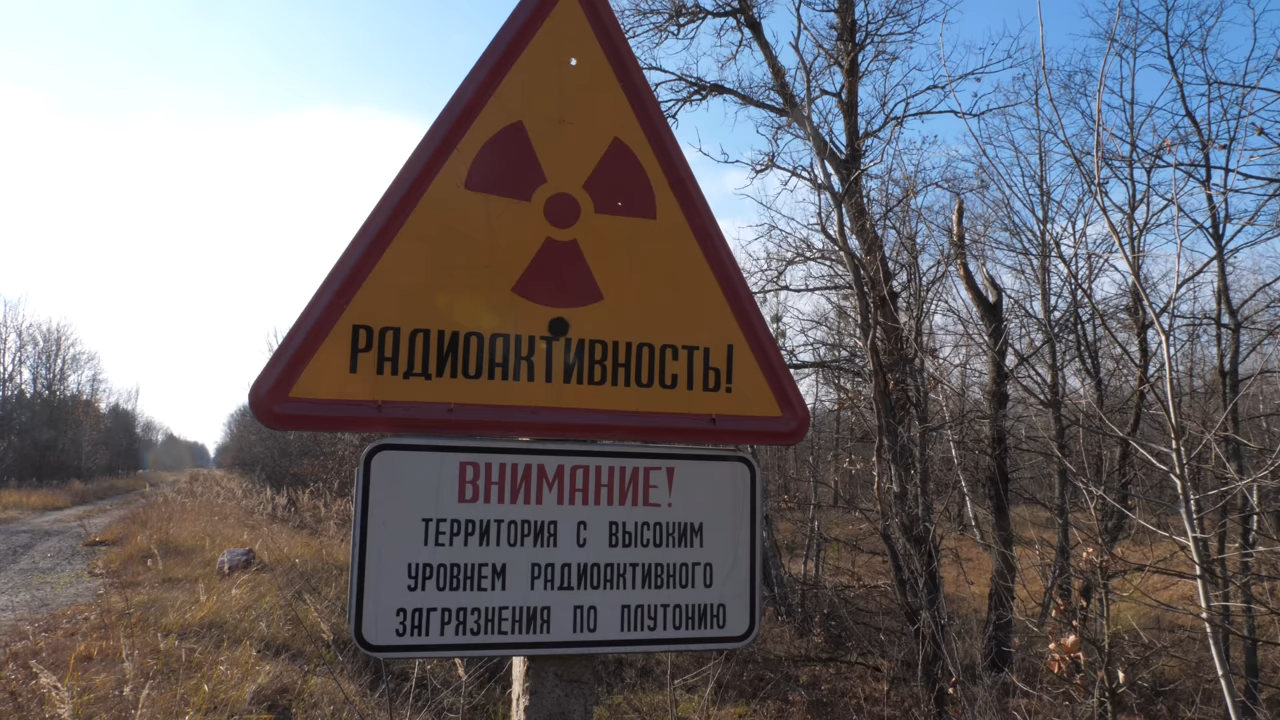 РАДИОАКТИВНОСТЬ!
ВНИМАНИЕ!
ТЕРРИТОРИЯ С ВЫСОКИМ
УРОВНЕМ РАДИОАКТИВНОГО
ЗАГРЯЗНЕНИЯ ПО ПЛУТОНИЮ